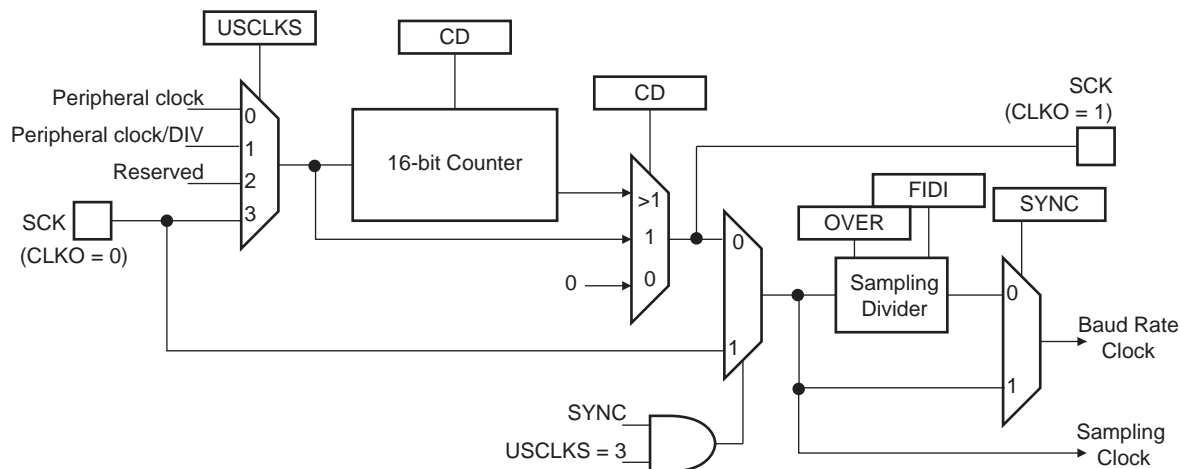 USCLKS
CD
CD
SCK
(CLKO = 1)
Peripheral clock
0
Peripheral clock/DIV
1
16-bit Counter
Reserved
2
3
SCK
(CLKO = 0)
>1
1
0
0
FIDI
OVER
SYNC
0
Sampling
Divider
0
1
1
Baud Rate
Clock
SYNC
USCLKS = 3
Sampling
Clock